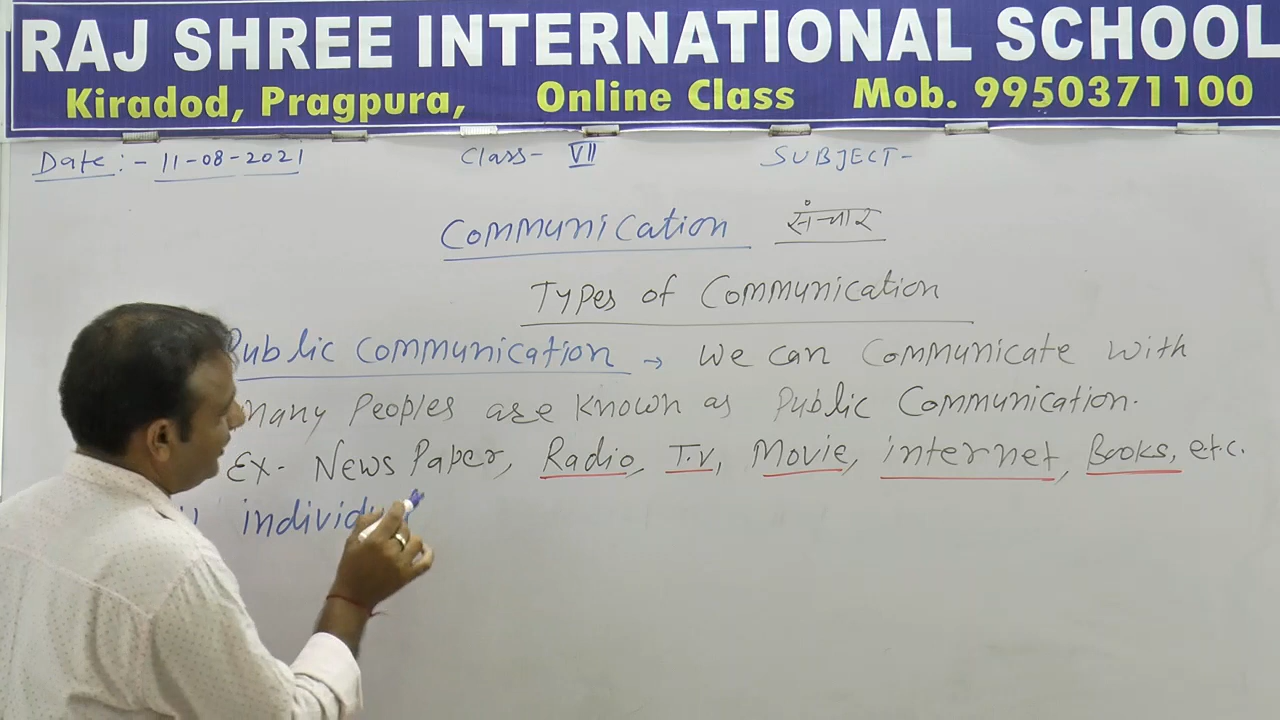 RAJ SHREE INTERNATIONAL SCHOOL
Kiradod, Pragpura, Online Class Mob. 9950371100
Date:- 11-08-2021 Class- VII SUBJECT-
Communication संचार
Types of Communication
Public Communication → We can Communicate with
many Peoples are known as Public Communication.
Ex- News Paper, Radio, T.V, Movie, internet, Books, etc.